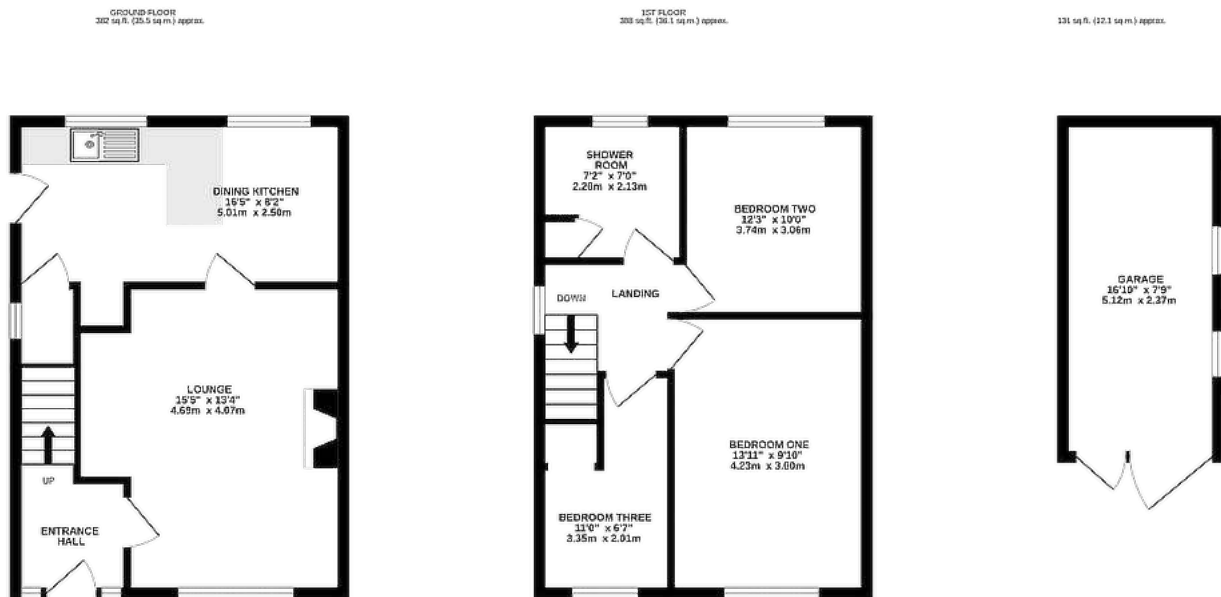 GROUND FLOOR
382 sq.ft. (35.5 sq.m.) approx.
1ST FLOOR
388 sq.ft. (36.1 sq.m.) approx.
131 sq.ft. (12.1 sq.m.) approx.
DINING KITCHEN
16'5" x 8'2"
5.01m x 2.50m
LOUNGE
15'5" x 13'4"
4.69m x 4.07m
UP
ENTRANCE
HALL
SHOWER
ROOM
7'2" x 7'0"
2.20m x 2.13m
BEDROOM TWO
12'3" x 10'0"
3.74m x 3.06m
DOWN
LANDING
BEDROOM ONE
13'11" x 9'10"
4.23m x 3.00m
BEDROOM THREE
11'0" x 6'7"
3.35m x 2.01m
GARAGE
16'10" x 7'9"
5.12m x 2.37m